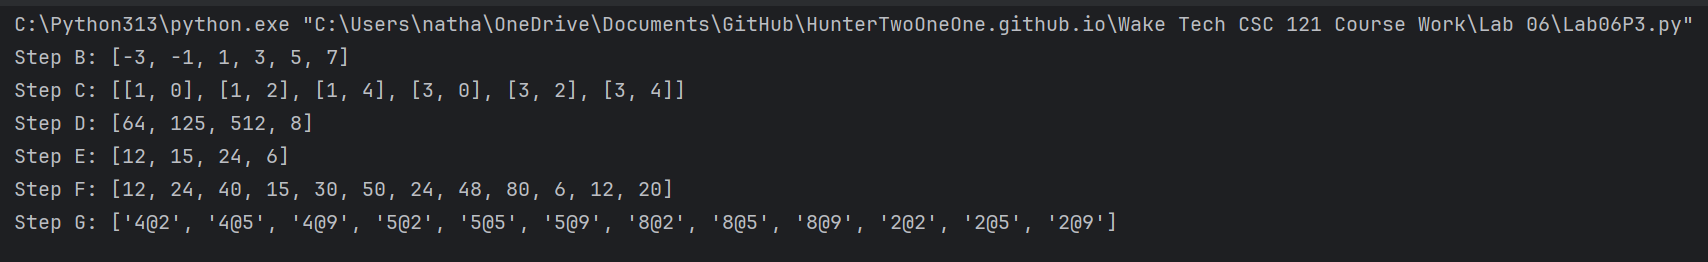 C:\Python313\python.exe "C:\Users\natha\OneDrive\Documents\GitHub\HunterTwoOneOne.github.io\Wake Tech CSC 121 Course Work\Lab 06\Lab06P3.py"
Step B: [-3, -1, 1, 3, 5, 7]
Step C: [[1, 0], [1, 2], [1, 4], [3, 0], [3, 2], [3, 4]]
Step D: [64, 125, 512, 8]
Step E: [12, 15, 24, 6]
Step F: [12, 24, 40, 15, 30, 50, 24, 48, 80, 6, 12, 20]
Step G: ['4@2', '4@5', '4@9', '5@2', '5@5', '5@9', '8@2', '8@5', '8@9', '2@2', '2@5', '2@9']